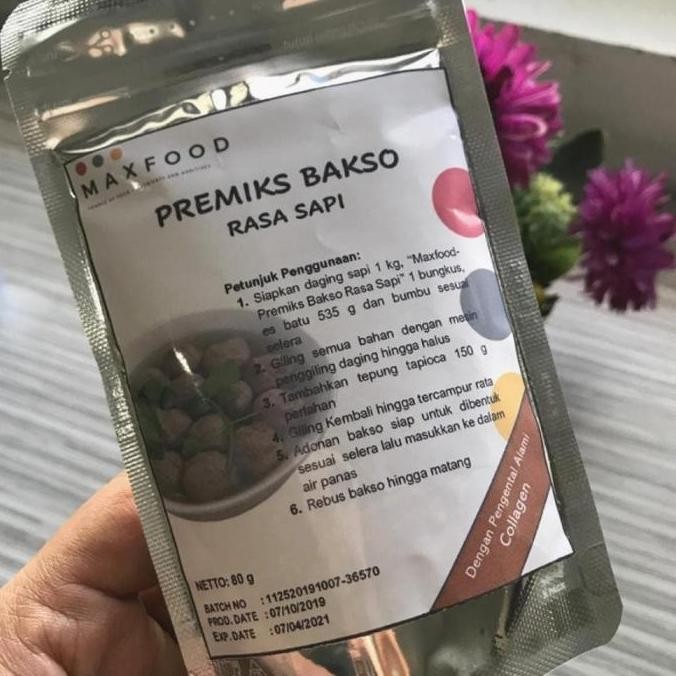 MAXFOOD
PREMIKS BAKSO
RASA SAPI
Petunjuk Penggunaan:
1. Siapkan daging sapi 1 kg, "Maxfood-
Premiks Bakso Rasa Sapi" 1 bungkus,
es batu 535 g dan bumbu sesuai
selera
2. Giling semua bahan dengan mesin
penggiling daging hingga halus
3. Tambahkan tepung tapioca 150 g
perlahan
4. Giling Kembali hingga tercampur rata
5. Adonan bakso siap untuk dibentuk
sesuai selera lalu masukkan ke dalam
air panas
6. Rebus bakso hingga matang
Dengan Pengental Alami
Collagen
NETTO: 80 g
BATCH NO :112520191007-36570
PROD. DATE :07/10/2019
EXP. DATE :07/04/2021